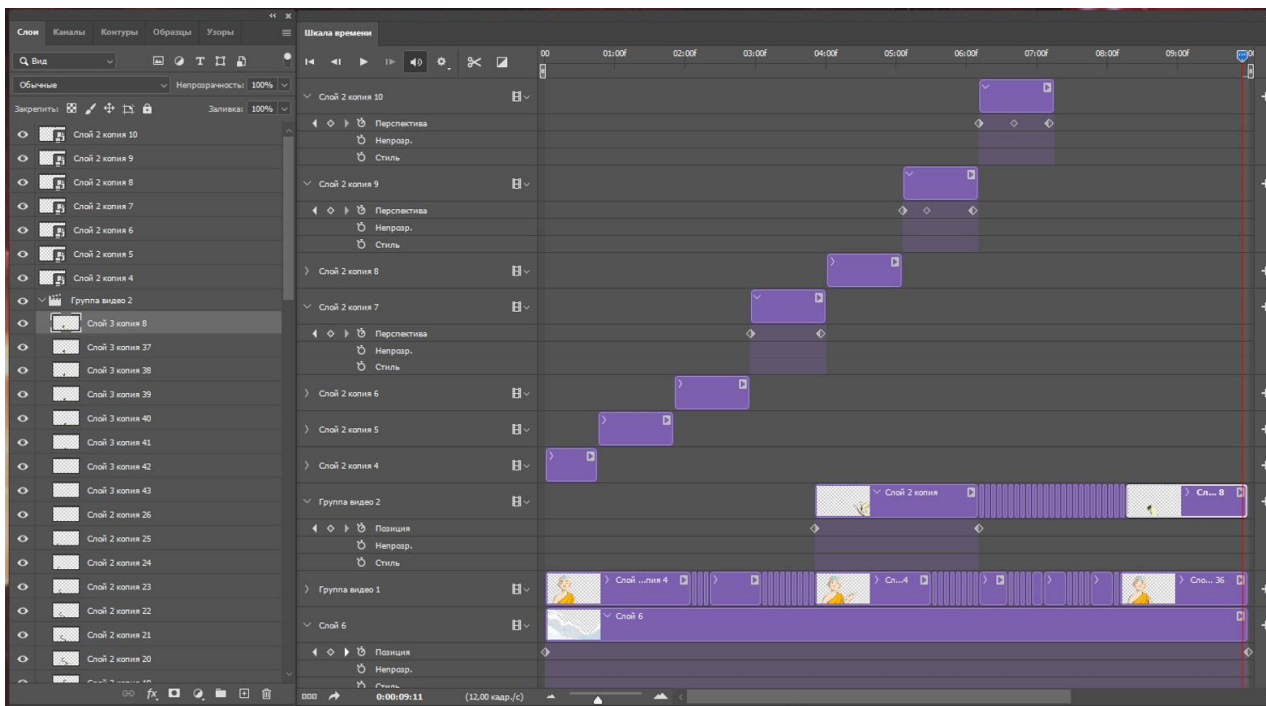 Слои Каналы Контуры Образцы Узоры
Вид
Обычные Непрозрачность: 100%
Закрепить: Заливка: 100%
Слой 2 копия 10
Слой 2 копия 9
Слой 2 копия 8
Слой 2 копия 7
Слой 2 копия 6
Слой 2 копия 5
Слой 2 копия 4
Группа видео 2
Слой 3 копия 8
Слой 3 копия 37
Слой 3 копия 38
Слой 3 копия 39
Слой 3 копия 40
Слой 3 копия 41
Слой 3 копия 42
Слой 3 копия 43
Слой 2 копия 26
Слой 2 копия 25
Слой 2 копия 24
Слой 2 копия 23
Слой 2 копия 22
Слой 2 копия 21
Слой 2 копия 20
fx
Шкала времени
00 01:00f 02:00f 03:00f 04:00f 05:00f 06:00f 07:00f 08:00f 09:00f
Слой 2 копия 10
Перспектива
Непрозр.
Стиль
Слой 2 копия 9
Перспектива
Непрозр.
Стиль
Слой 2 копия 8
Слой 2 копия 7
Перспектива
Непрозр.
Стиль
Слой 2 копия 6
Слой 2 копия 5
Слой 2 копия 4
Группа видео 2 Слой 2 копия Сл... 8
Позиция
Непрозр.
Стиль
Группа видео 1 Слой ...пия 4 Сл...4 Сло... 36
Слой 6 Слой 6
Позиция
Непрозр.
Стиль
0:00:09:11 (12,00 кадр./с)